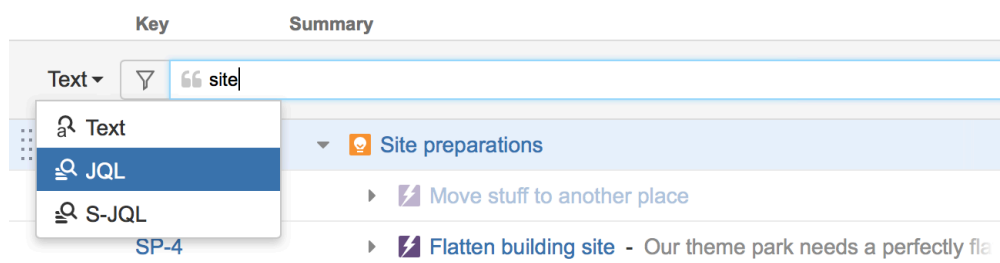 Key Summary
Text site
Text
JQL
Site preparations
Move stuff to another place
S-JQL
SP-4 Flatten building site - Our theme park needs a perfectly fla